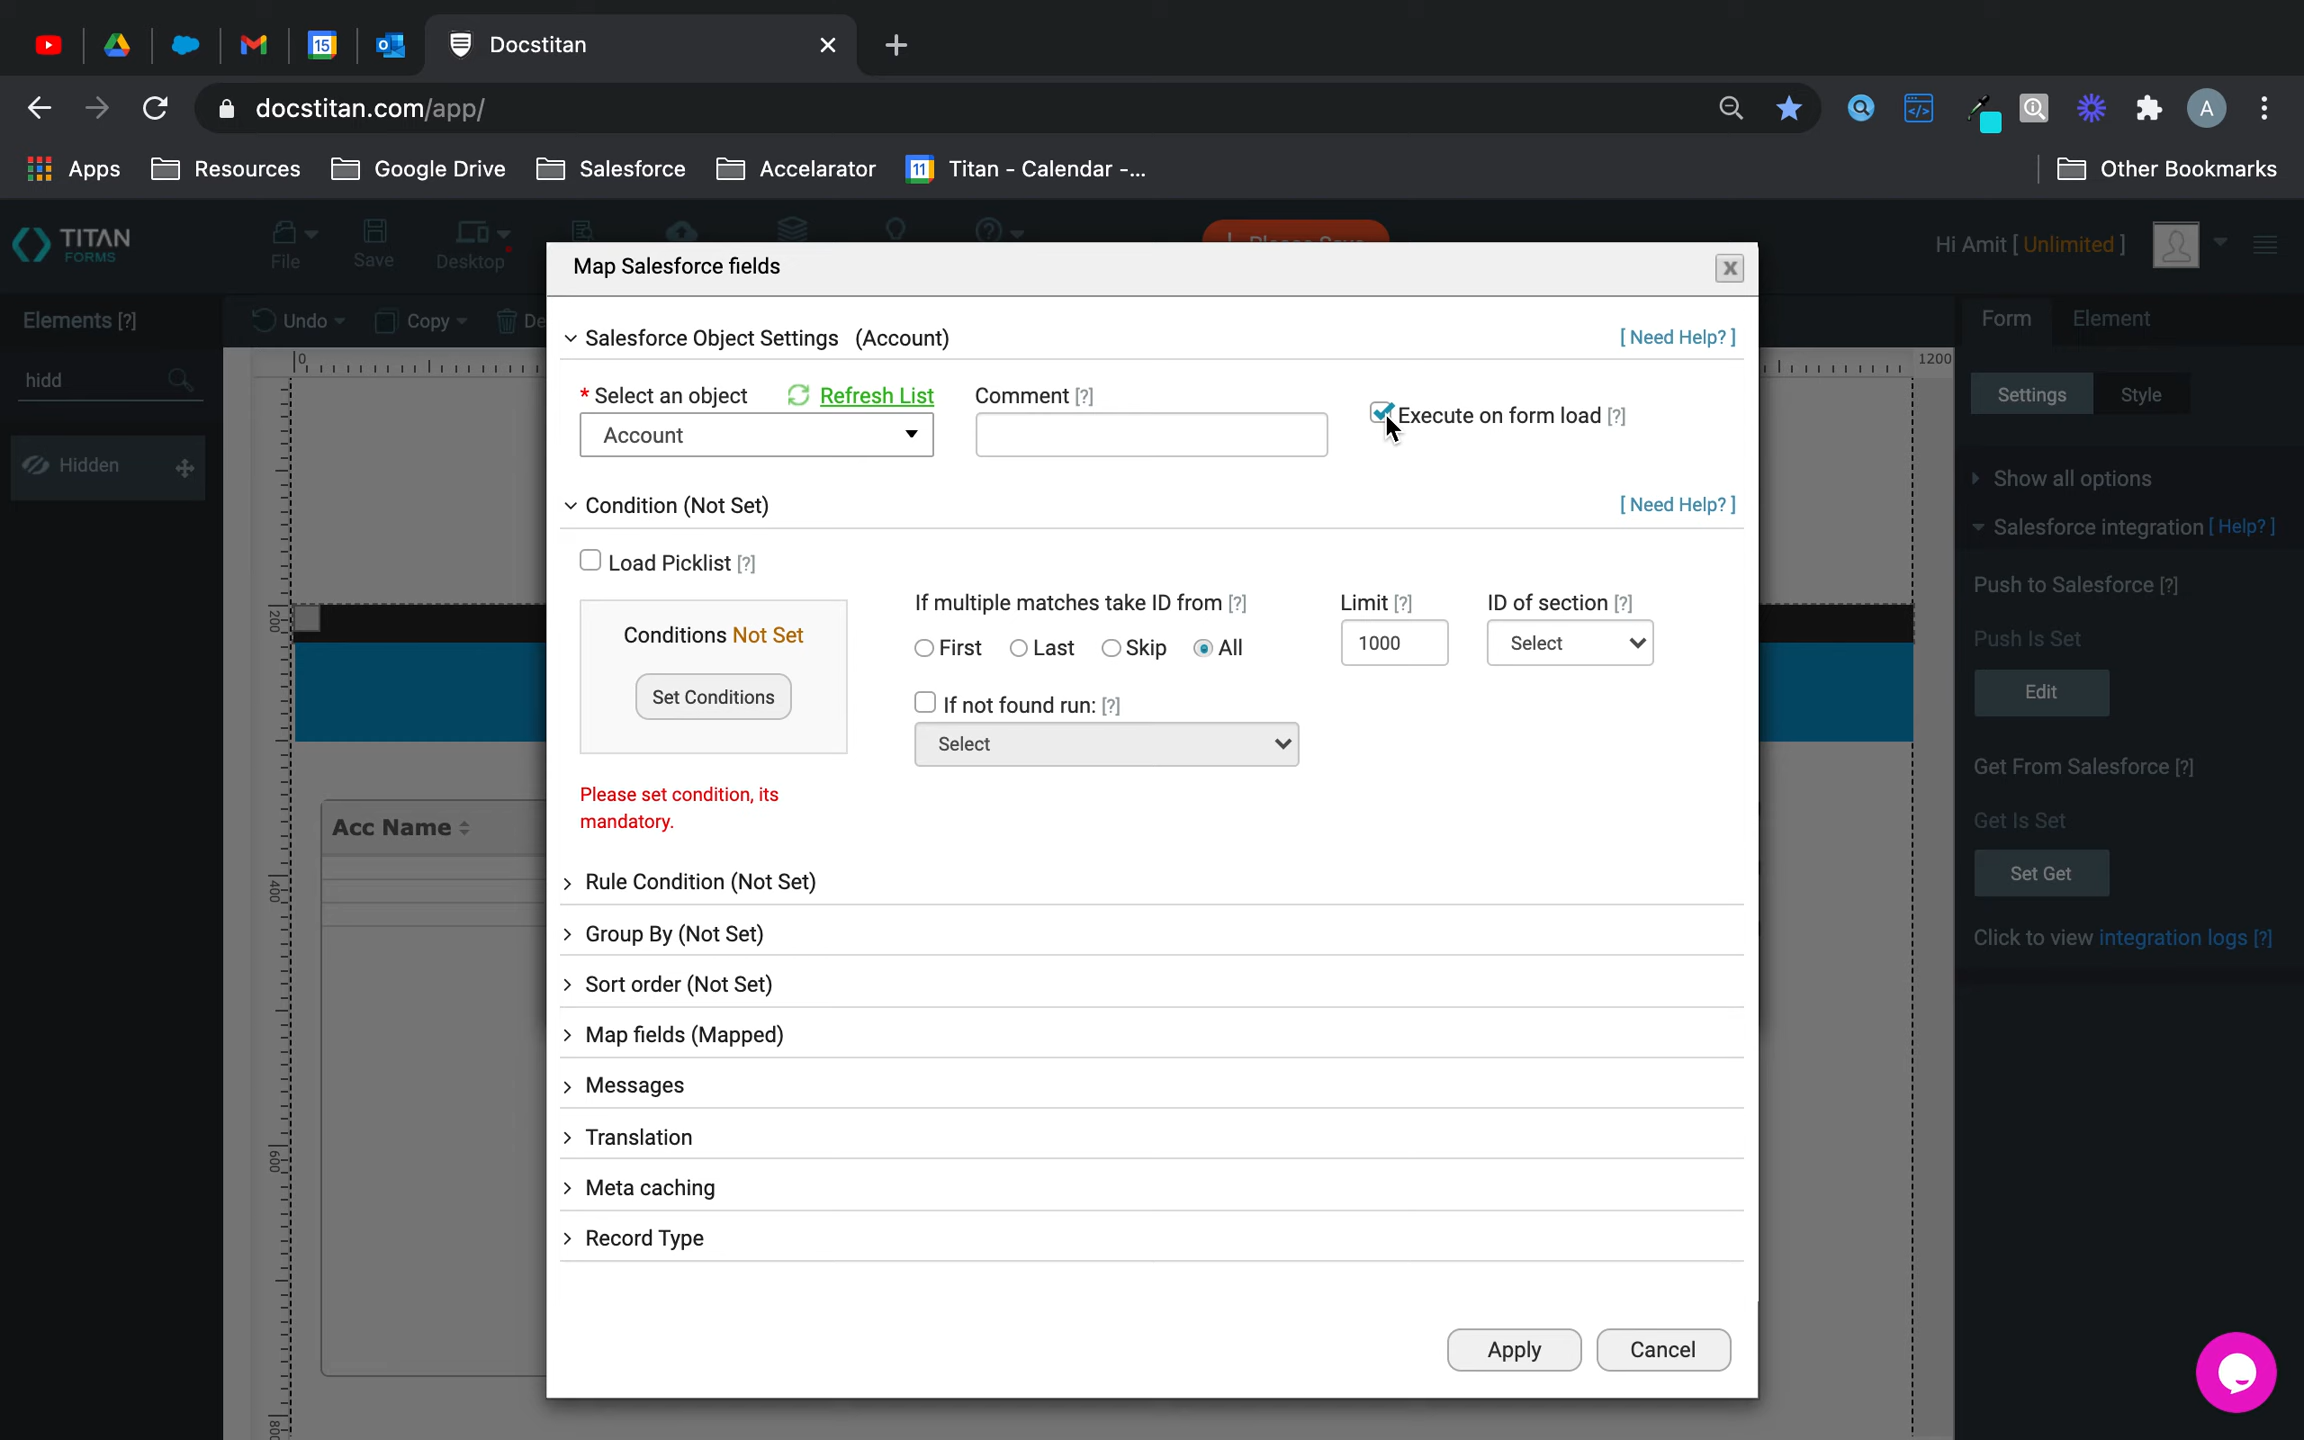 Docstitan
docstitan.com/app/
A
Apps
Resources
Google Drive
Salesforce
Accelarator
11
Titan - Calendar -...
Other Bookmarks
15
TITAN
FORMS
File
Save
Desktop
Hi Amit [ Unlimited ]
Elements [?]
Undo
Copy
De
hidd
Hidden
0
1200
200
400
600
Acc Name
Map Salesforce fields
x
Salesforce Object Settings (Account)
[ Need Help? ]
* Select an object
Refresh List
Comment [?]
Execute on form load [?]
Account
Condition (Not Set)
[ Need Help? ]
Load Picklist [?]
Conditions Not Set
Set Conditions
Please set condition, its
mandatory.
If multiple matches take ID from [?]
First
Last
Skip
All
Limit [?]
1000
ID of section [?]
Select
If not found run: [?]
Select
Rule Condition (Not Set)
Group By (Not Set)
Sort order (Not Set)
Map fields (Mapped)
Messages
Translation
Meta caching
Record Type
Apply
Cancel
Form
Element
Settings
Style
Show all options
Salesforce integration [ Help? ]
Push to Salesforce [?]
Push Is Set
Edit
Get From Salesforce [?]
Get Is Set
Set Get
Click to view integration logs [?]